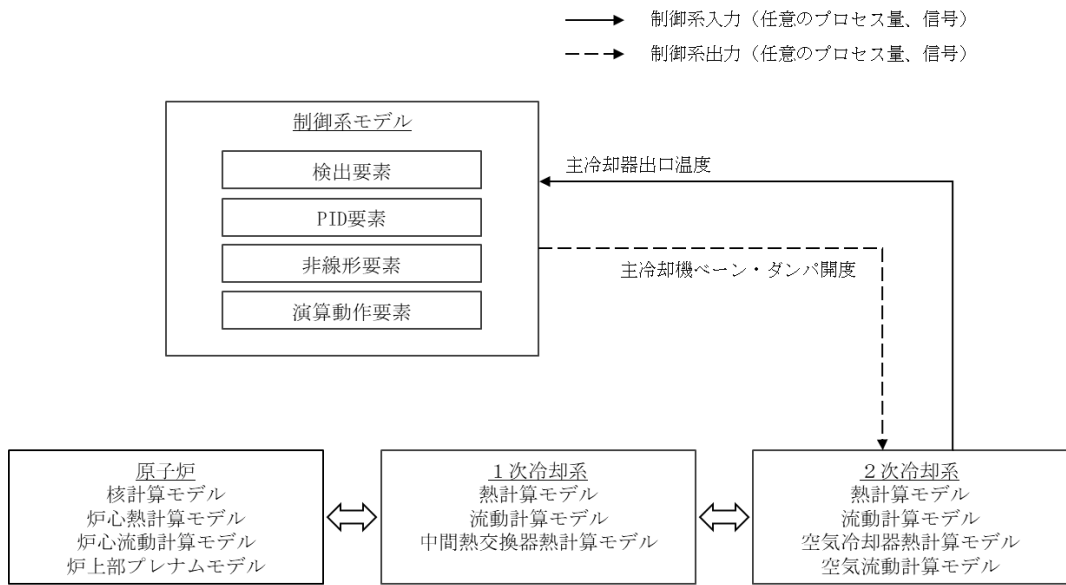 制御系入力（任意のプロセス量、信号）
制御系出力（任意のプロセス量、信号）
制御系モデル
検出要素
PID要素
非線形要素
演算動作要素
主冷却器出口温度
主冷却機ベーン・ダンパ開度
原子炉
核計算モデル
炉心熱計算モデル
炉心流動計算モデル
炉上部プレナムモデル
１次冷却系
熱計算モデル
流動計算モデル
中間熱交換器熱計算モデル
２次冷却系
熱計算モデル
流動計算モデル
空気冷却器熱計算モデル
空気流動計算モデル